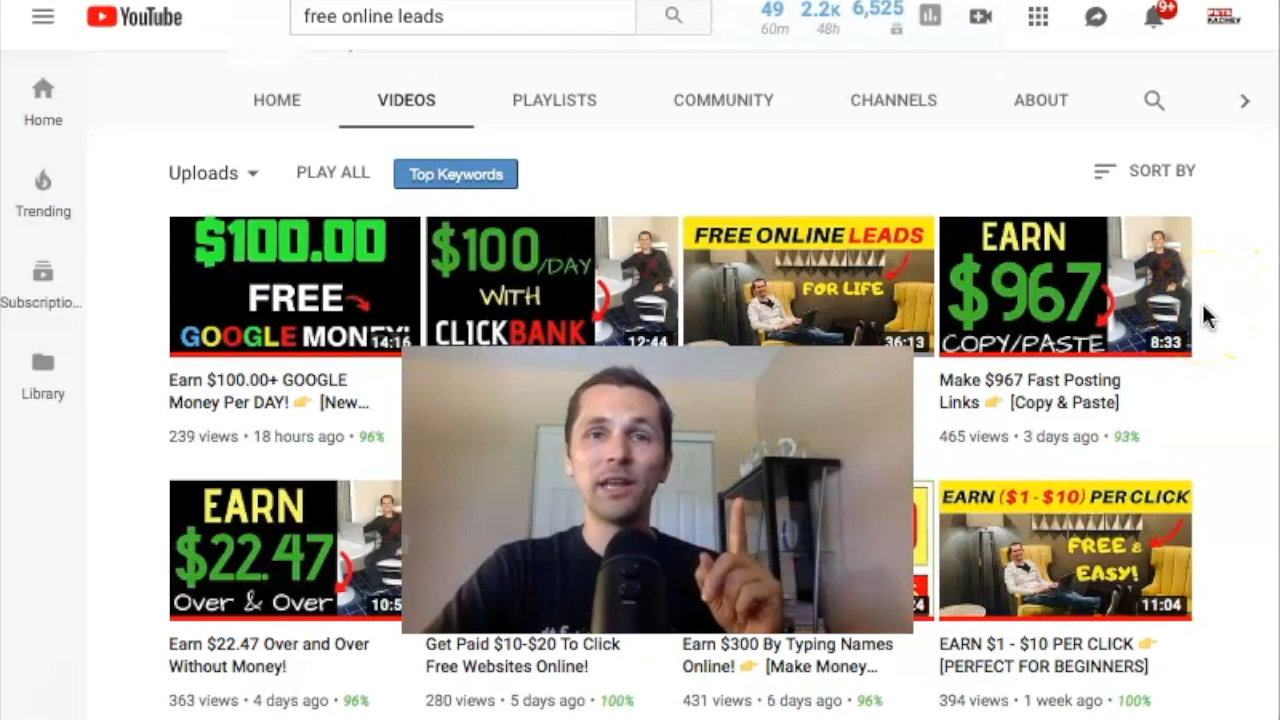 YouTube
free online leads
49 2.2K 6,525
60m 48h
9+
HOME VIDEOS PLAYLISTS COMMUNITY CHANNELS ABOUT
Home
Trending
Subscriptio...
Library
Uploads PLAY ALL Top Keywords SORT BY
$100.00
FREE
GOOGLE MONEY!
14:16
$100/DAY
WITH
CLICKBANK
12:44
FREE ONLINE LEADS
FOR LIFE
36:13
EARN
$967
COPY/PASTE
8:33
Earn $100.00+ GOOGLE
Money Per DAY! 👉 [New...
239 views • 18 hours ago • 96%
Make $967 Fast Posting
Links 👉 [Copy & Paste]
465 views • 3 days ago • 93%
EARN
$22.47
Over & Over
10:5
4
EARN ($1 - $10) PER CLICK
FREE &
EASY!
11:04
Earn $22.47 Over and Over
Without Money!
363 views • 4 days ago • 96%
Get Paid $10-$20 To Click
Free Websites Online!
280 views • 5 days ago • 100%
Earn $300 By Typing Names
Online! 👉 [Make Money...
431 views • 6 days ago • 96%
EARN $1 - $10 PER CLICK 👉
[PERFECT FOR BEGINNERS]
394 views • 1 week ago • 100%